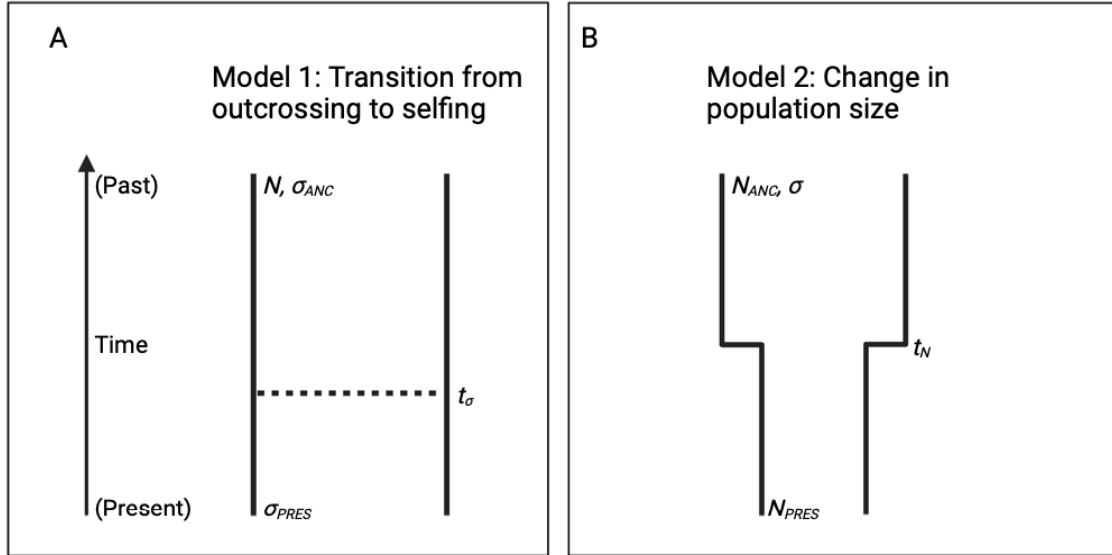 A
Model 1: Transition from
outcrossing to selfing
(Past)
N, σANC
Time
tσ
(Present)
σPRES
B
Model 2: Change in
population size
NANC, σ
tN
NPRES